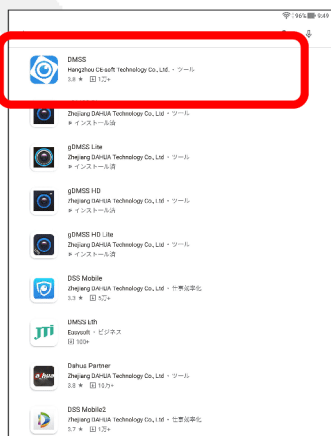 96% 9:49
DMSS
Hangzhou CE-soft Technology Co., Ltd. • ツール
3.8 ★ 1万+
Zhejiang DAHUA Technology Co., Ltd • ツール
インストール済
gDMSS Lite
Zhejiang DAHUA Technology Co., Ltd • ツール
インストール済
gDMSS HD
Zhejiang DAHUA Technology Co., Ltd • ツール
インストール済
gDMSS HD Lite
Zhejiang DAHUA Technology Co., Ltd • ツール
インストール済
DSS Mobile
Zhejiang DAHUA Technology Co., Ltd • 仕事効率化
3.3 ★ 5万+
DMSS Eth
Easysoft • ビジネス
100+
Dahua Partner
Zhejiang DAHUA Technology Co., Ltd • ツール
3.8 ★ 10万+
DSS Mobile2
Zhejiang DAHUA Technology Co., Ltd • 仕事効率化
3.7 ★ 1万+